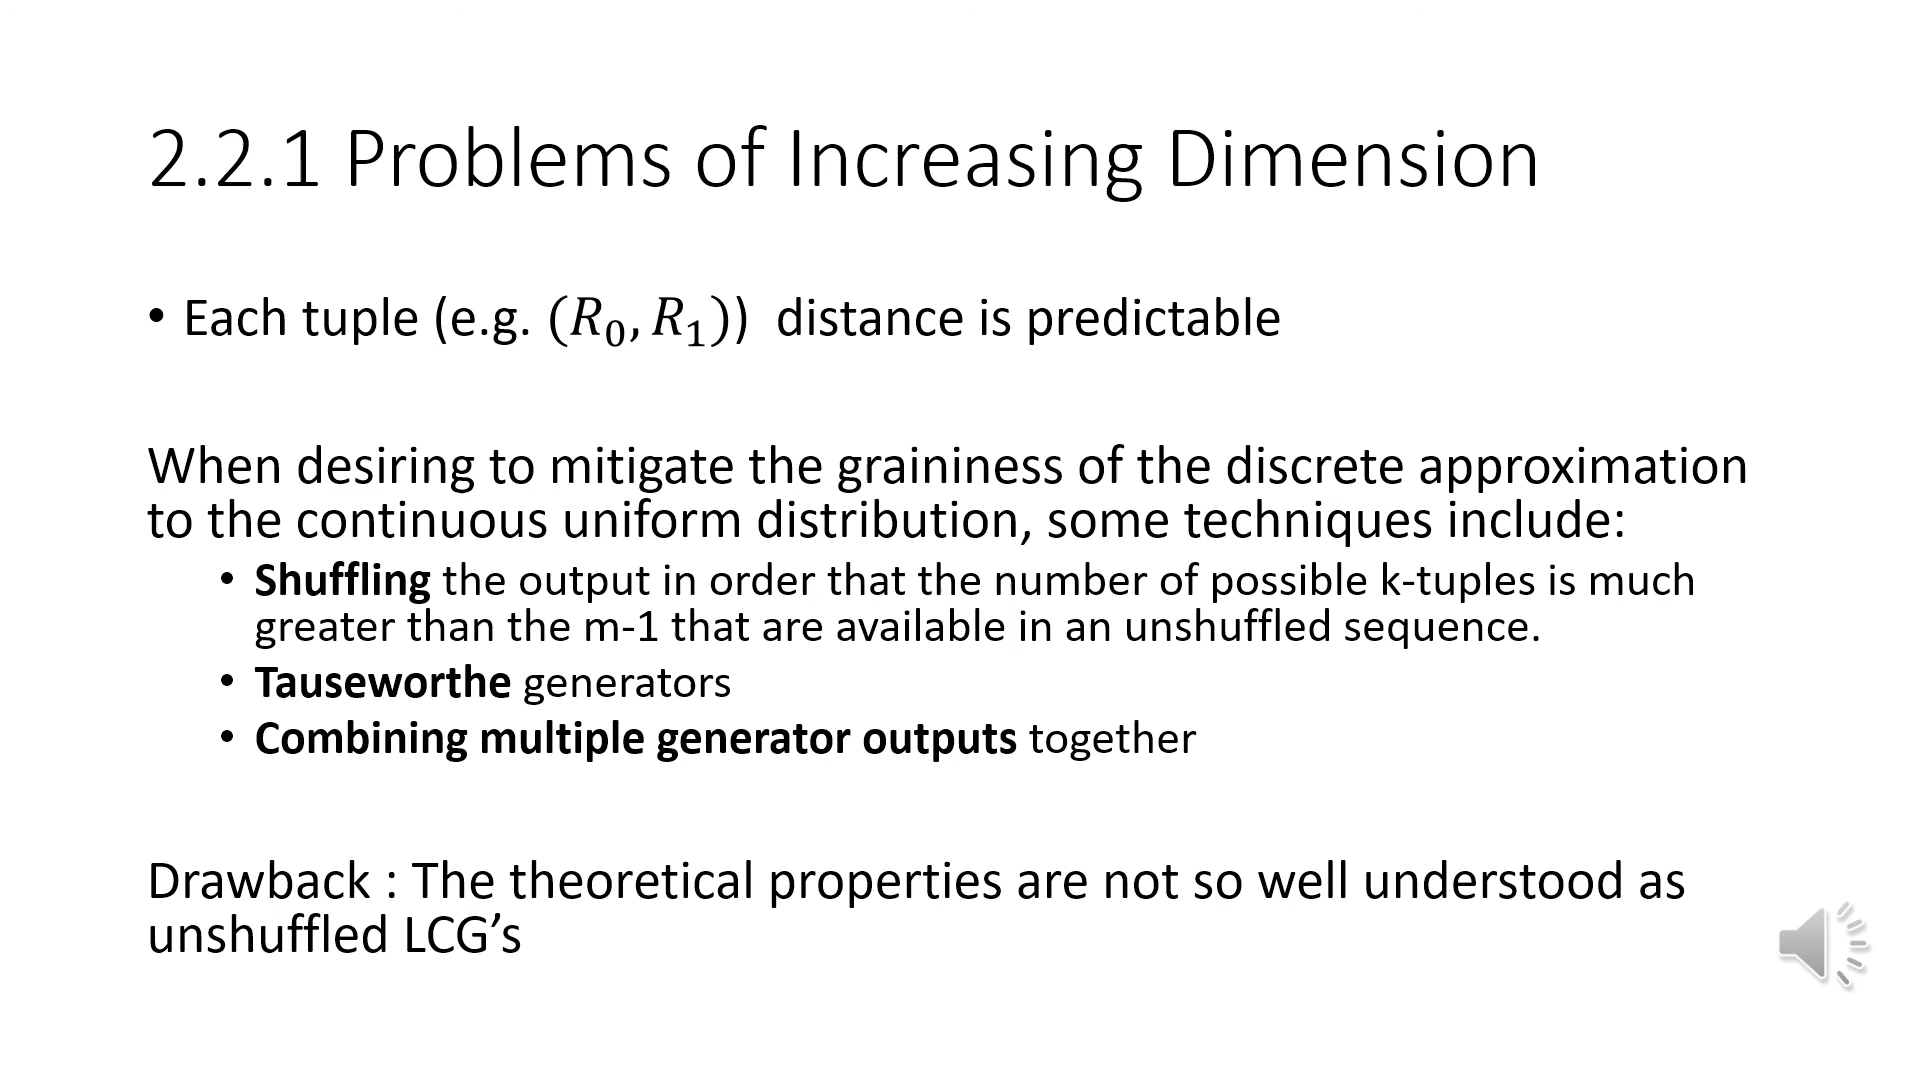 2.2.1 Problems of Increasing Dimension
• Each tuple (e.g. (R₀, R₁)) distance is predictable
When desiring to mitigate the graininess of the discrete approximation
to the continuous uniform distribution, some techniques include:
• Shuffling the output in order that the number of possible k-tuples is much
greater than the m-1 that are available in an unshuffled sequence.
• Tauseworthe generators
• Combining multiple generator outputs together
Drawback : The theoretical properties are not so well understood as
unshuffled LCG’s